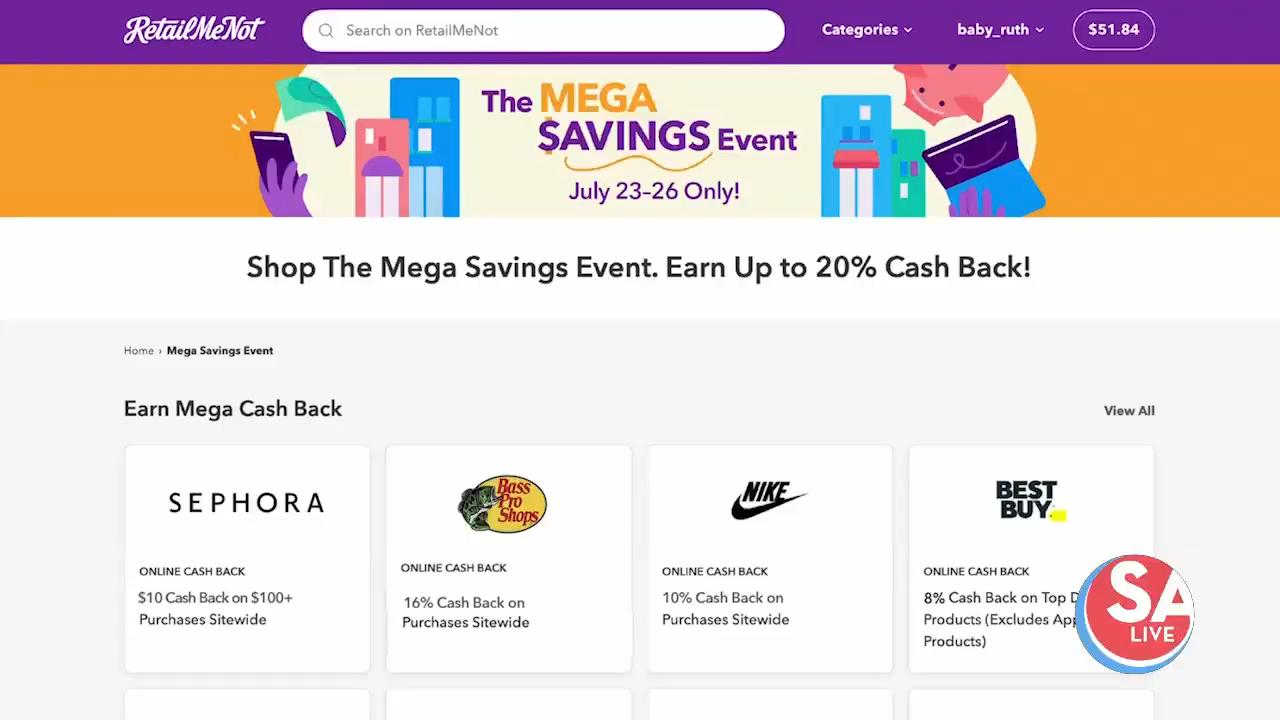 RetailMeNot
Search on RetailMeNot
Categories
baby_ruth
$51.84
The MEGA
SAVINGS Event
July 23-26 Only!
Shop The Mega Savings Event. Earn Up to 20% Cash Back!
Home › Mega Savings Event
Earn Mega Cash Back
View All
SEPHORA
ONLINE CASH BACK
$10 Cash Back on $100+
Purchases Sitewide
Bass
Pro
Shops
ONLINE CASH BACK
16% Cash Back on
Purchases Sitewide
NIKE
ONLINE CASH BACK
10% Cash Back on
Purchases Sitewide
BEST
BUY
ONLINE CASH BACK
8% Cash Back on Top
Products (Excludes
Products)
SA
LIVE